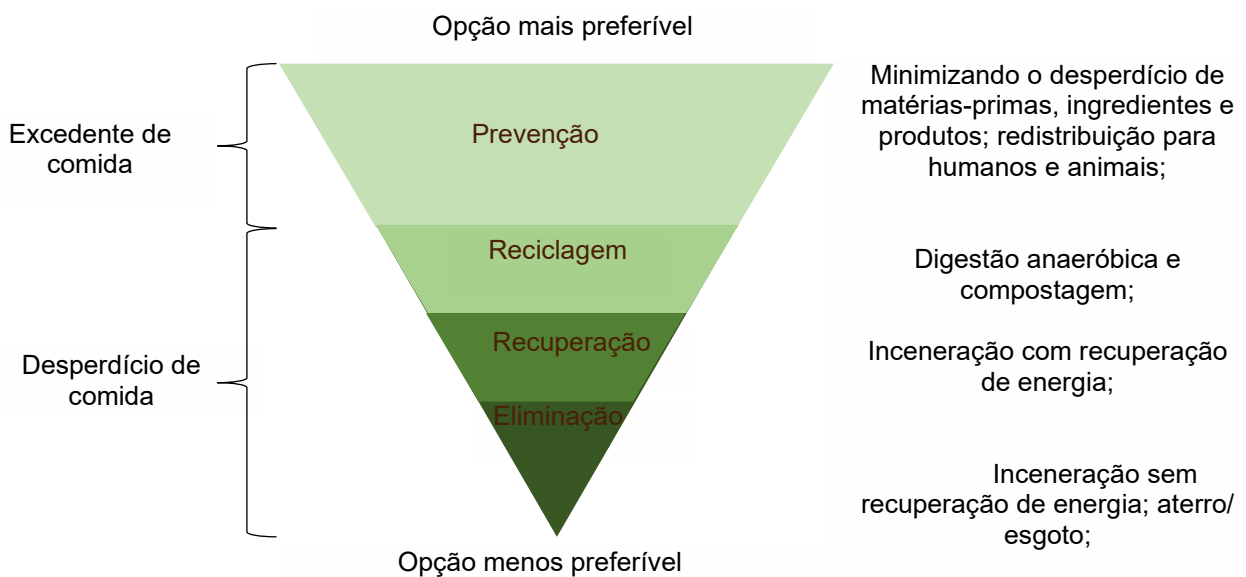 Opção mais preferível
Excedente de
comida
Prevenção
Minimizando o desperdício de
matérias-primas, ingredientes e
produtos; redistribuição para
humanos e animais;
Reciclagem
Digestão anaeróbica e
compostagem;
Desperdício de
comida
Recuperação
Inceneração com recuperação
de energia;
Eliminação
Inceneração sem
recuperação de energia; aterro/
esgoto;
Opção menos preferível